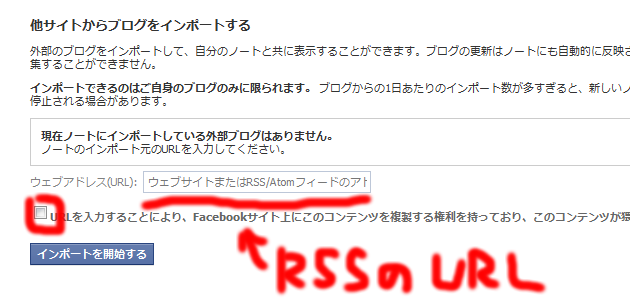 他サイトからブログをインポートする
外部のブログをインポートして、自分のノートと共に表示することができます。ブログの更新はノートにも自動的に反映さ
集することができません。
インポートできるのはご自身のブログのみに限られます。 ブログからの1日あたりのインポート数が多すぎると、新しいノ
停止される場合があります。
現在ノートにインポートしている外部ブログはありません。
ノートのインポート元のURLを入力してください。
ウェブアドレス(URL): ウェブサイトまたはRSS/Atomフィードのアト
URLを入力することにより、Facebookサイト上にこのコンテンツを複製する権利を持っており、このコンテンツが猥
インポートを開始する
RSSのURL